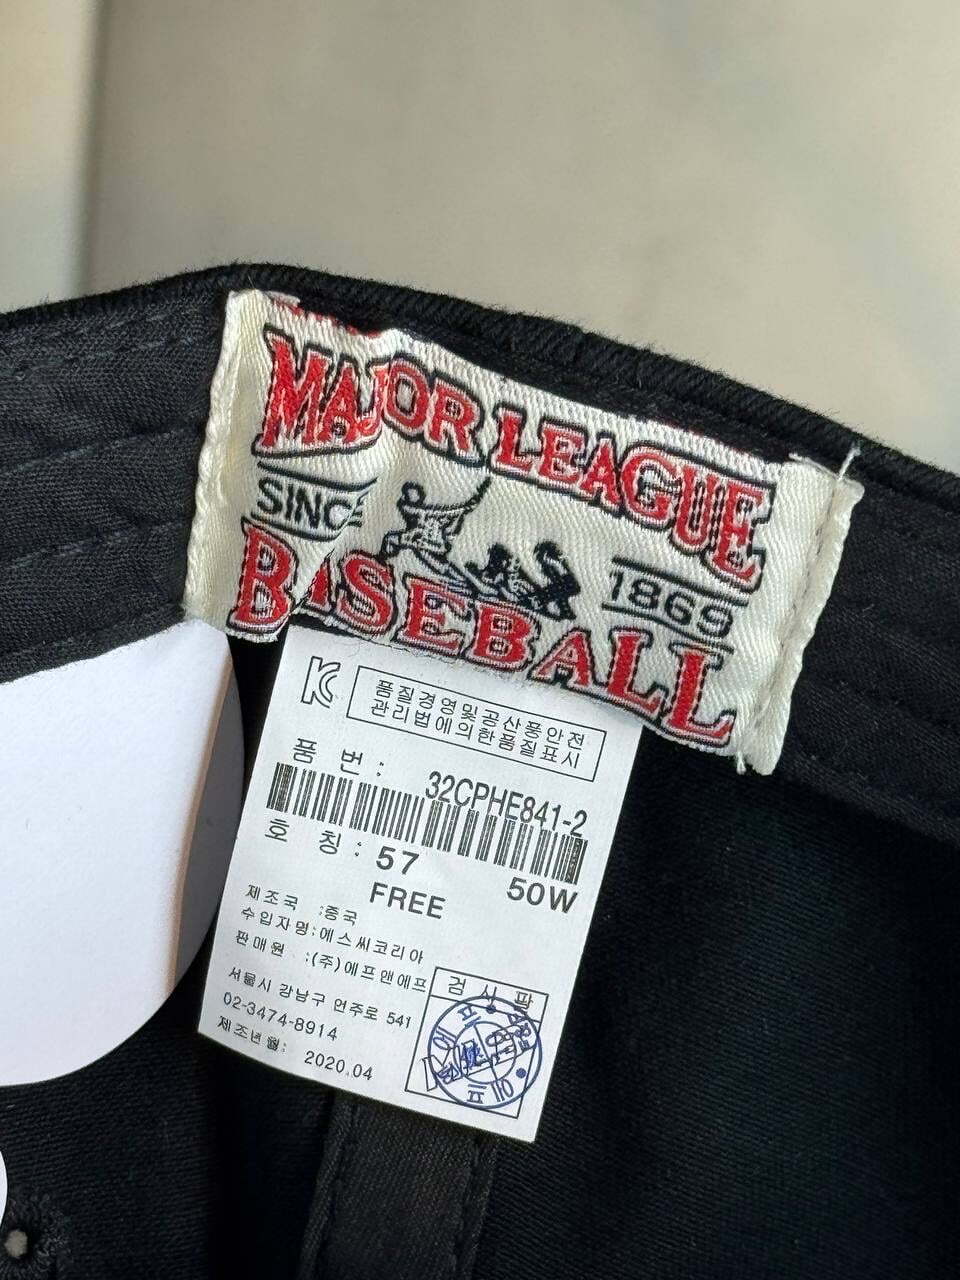 MAJOR LEAGUE
SINCE 1869
BASEBALL
품질경영및공산품안전
관리법에의한품질표시
품 번 : 32CPHE841-2
호 칭 : 57 50W
FREE
제조국 :중국
수입자명:에스씨코리아
판매원 :(주)에프앤에프
서울시 강남구 언주로 541
02-3474-8914
제조년월: 2020.04
검사